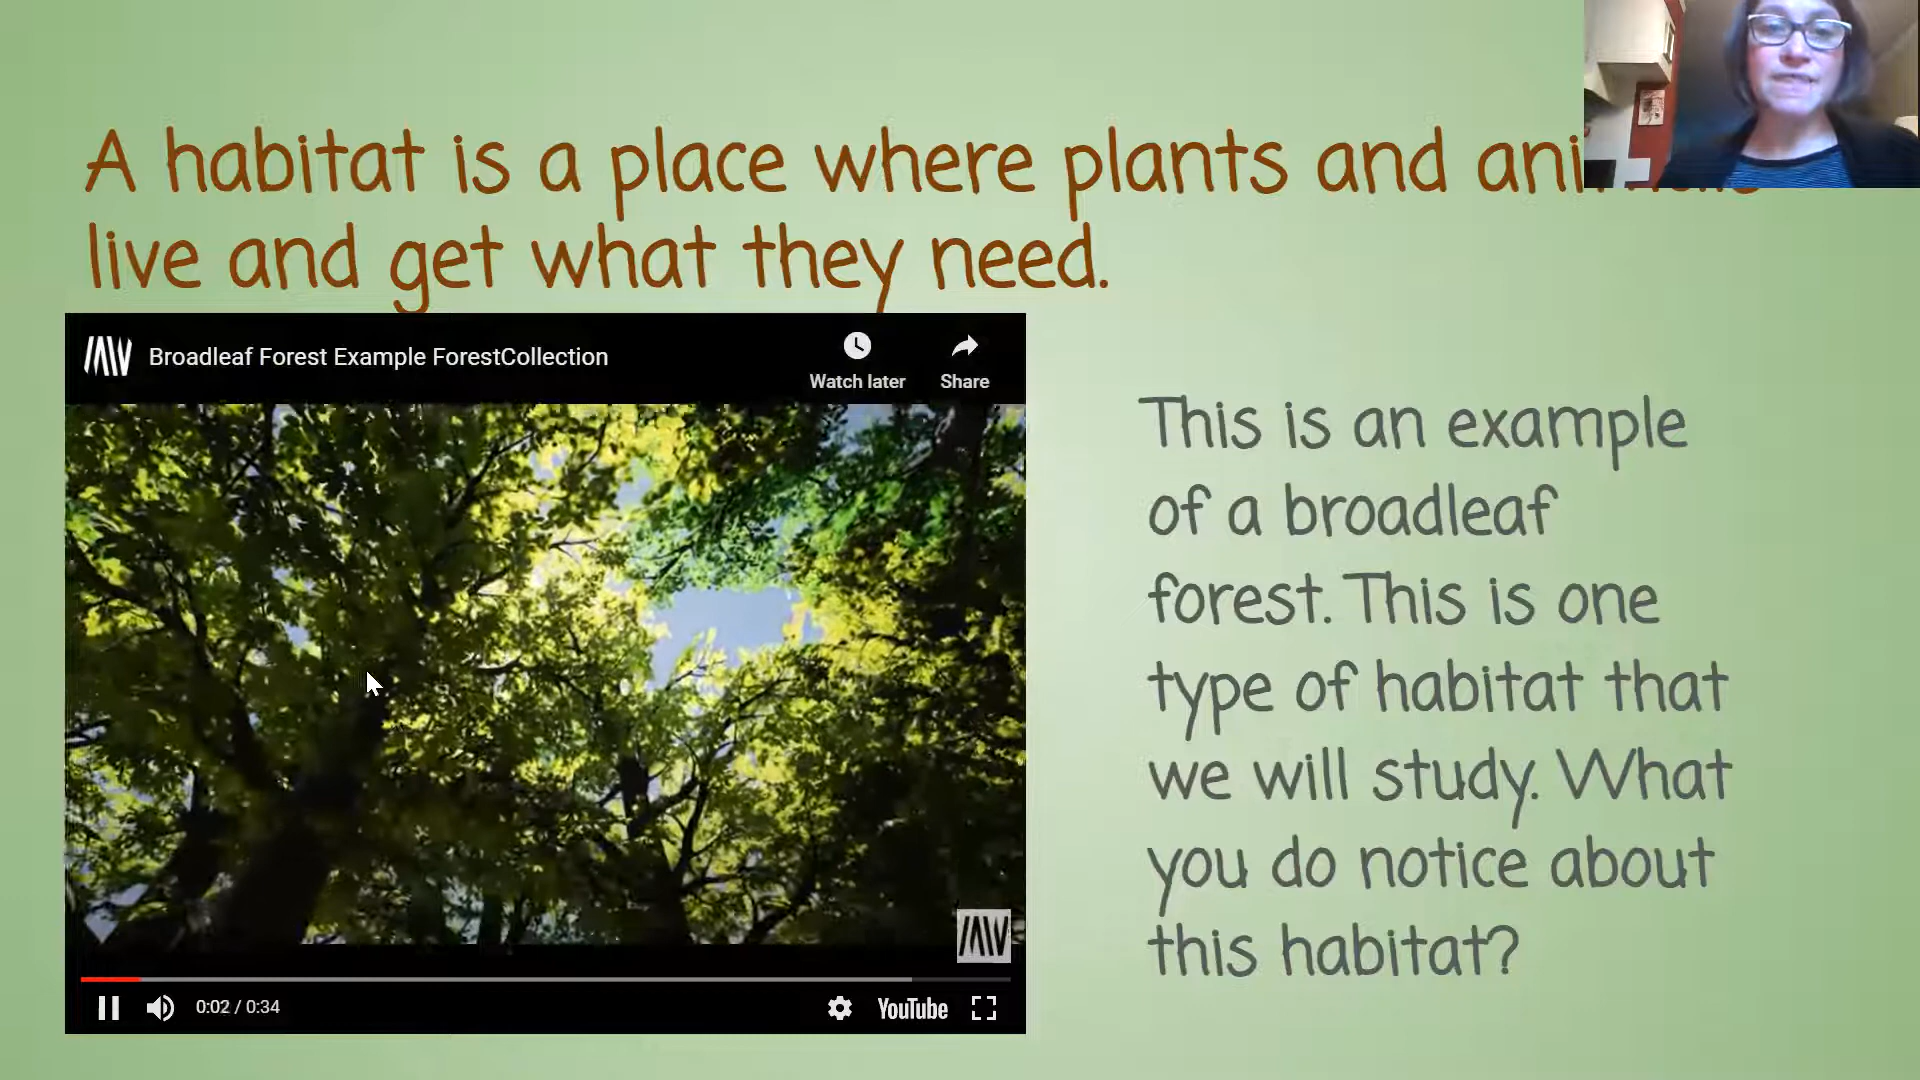 A habitat is a place where plants and
live and get what they need.
Broadleaf Forest Example ForestCollection
Watch later
Share
This is an example
of a broadleaf
forest. This is one
type of habitat that
we will study. What
you do notice about
this habitat?
0:02 / 0:34
YouTube